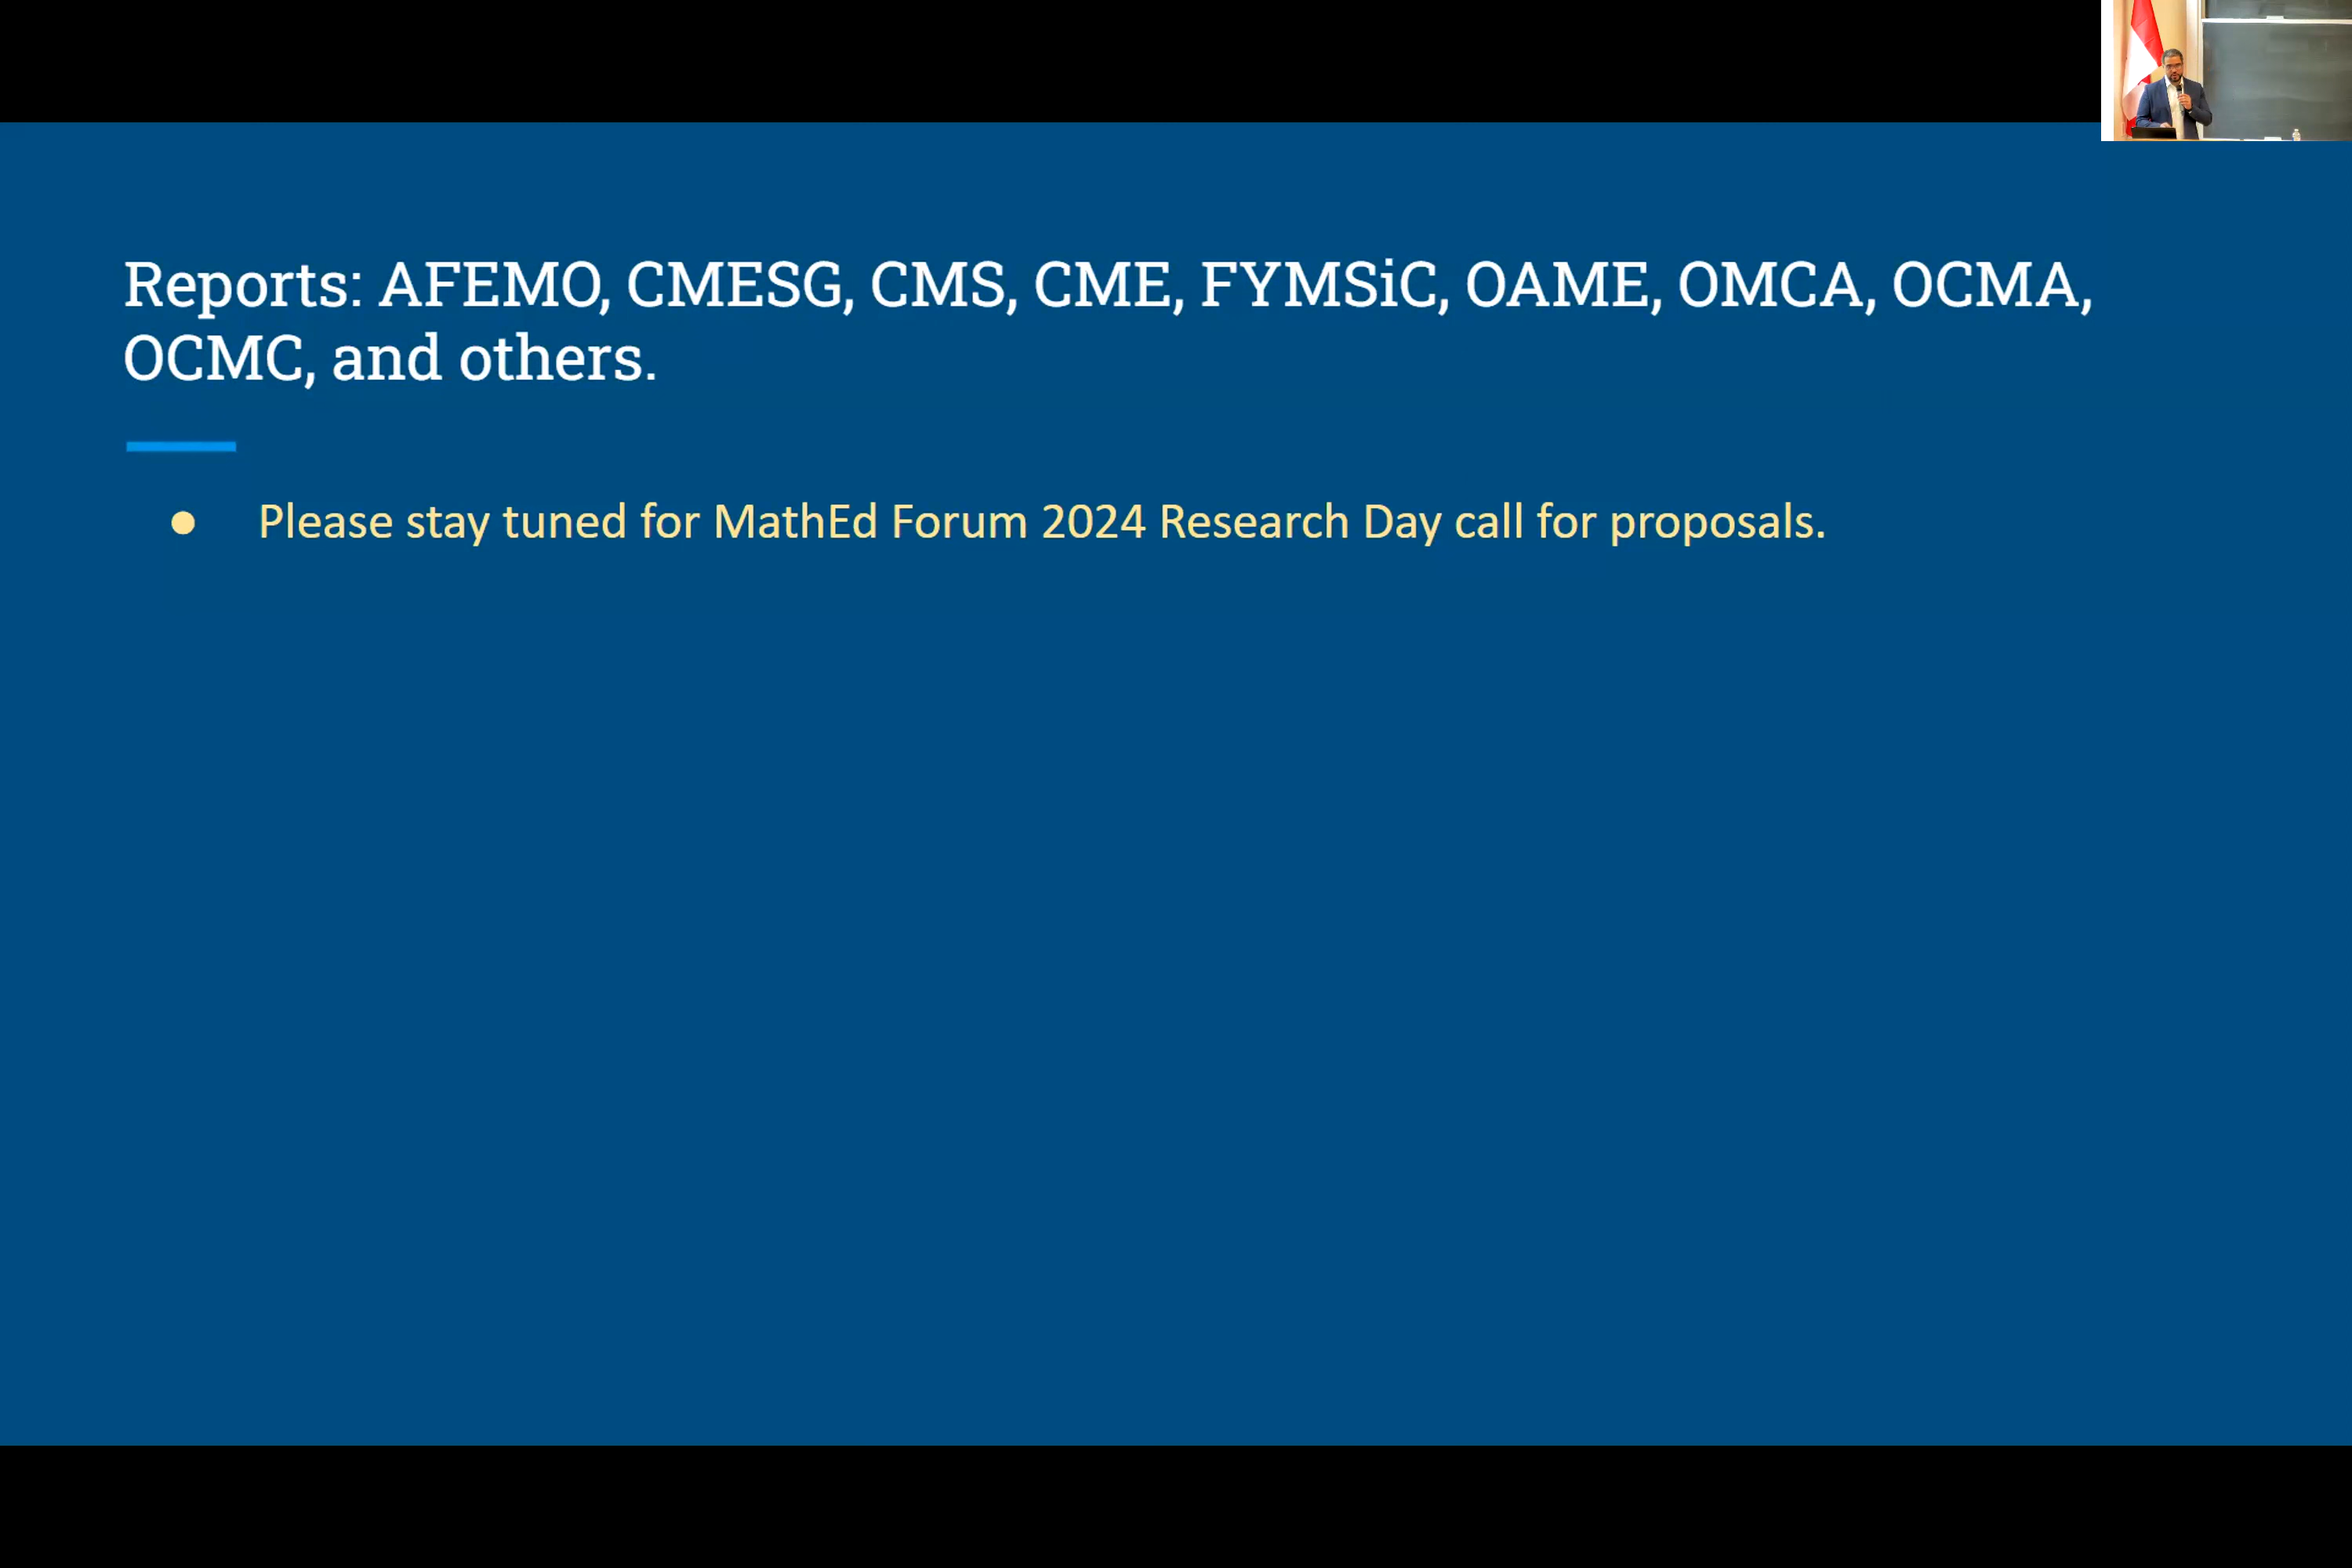 Reports: AFEMO, CMESG, CMS, CME, FYMSiC, OAME, OMCA, OCMA,
OCMC, and others.
● Please stay tuned for MathEd Forum 2024 Research Day call for proposals.